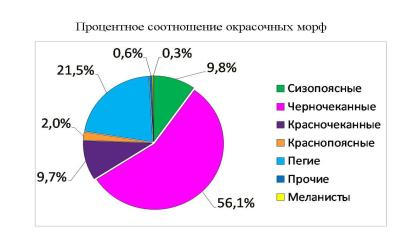 Процентное соотношение окрасочных морф
0,6%
0,3%
9,8%
21,5%
2,0%
9,7%
56,1%
Сизопоясные
Черночеканные
Красночеканные
Краснопоясные
Пегие
Прочие
Меланисты